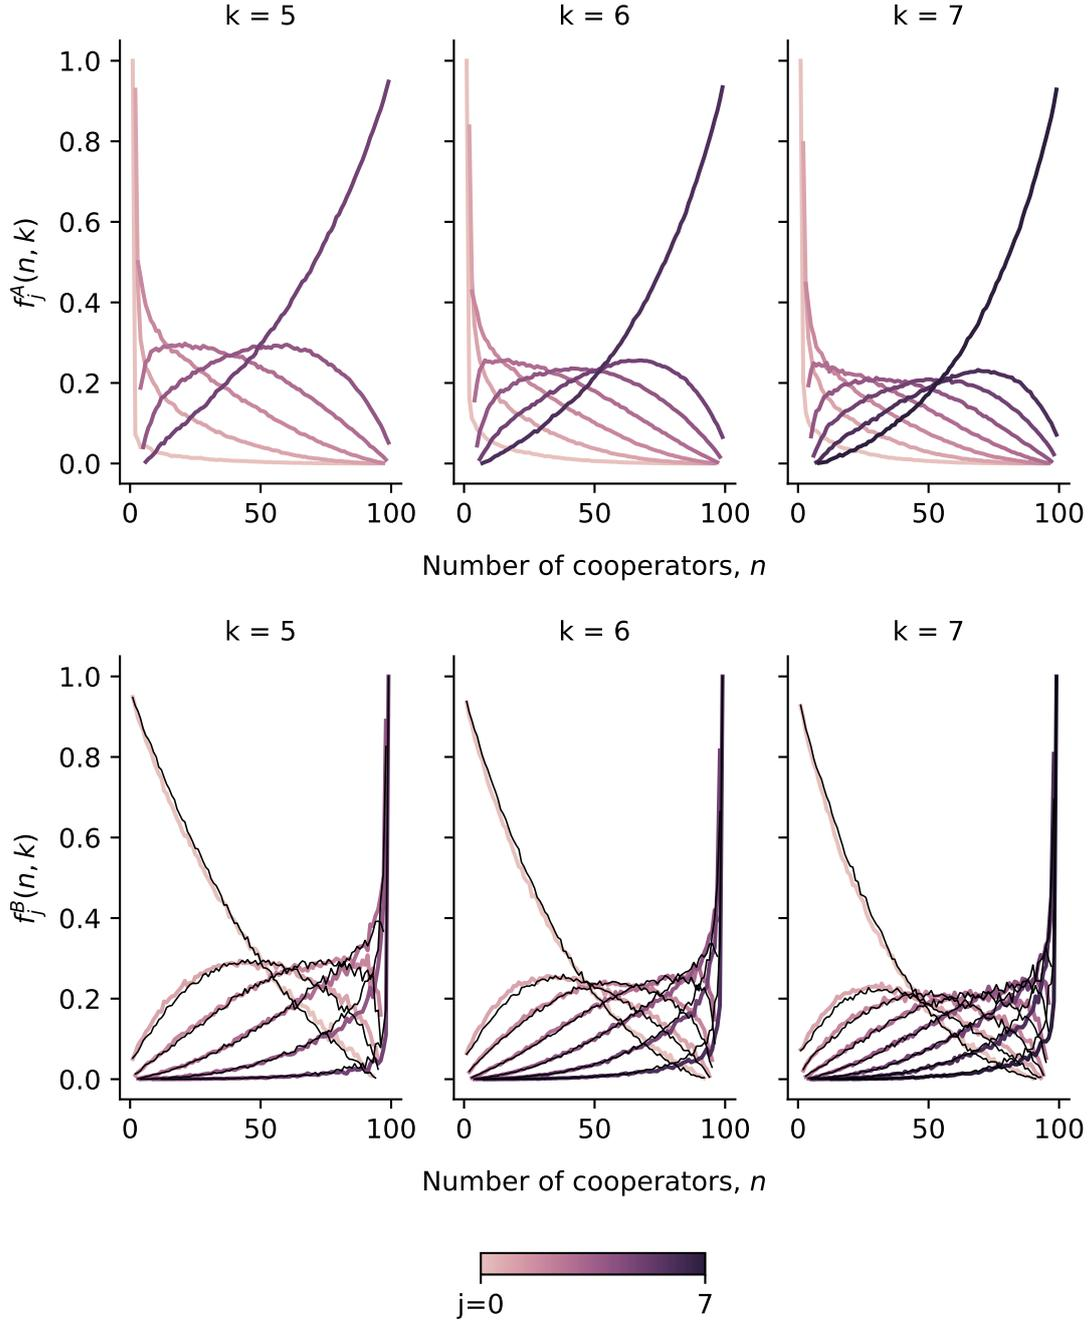 k = 5
k = 6
k = 7
1.0
0.8
0.6
0.4
0.2
0.0
f_j^A(n, k)
0 50 100
0 50 100
0 50 100
Number of cooperators, n
k = 5
k = 6
k = 7
1.0
0.8
0.6
0.4
0.2
0.0
f_j^B(n, k)
0 50 100
0 50 100
0 50 100
Number of cooperators, n
j=0
7